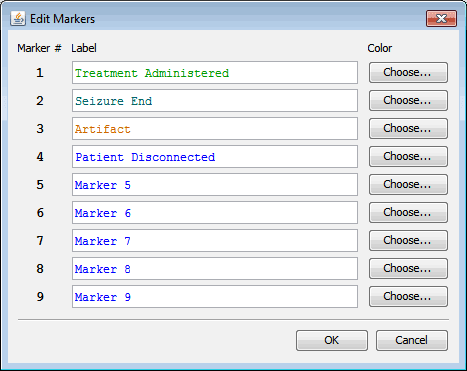 Edit Markers
Marker # Label Color
1 Treatment Administered Choose...
2 Seizure End Choose...
3 Artifact Choose...
4 Patient Disconnected Choose...
5 Marker 5 Choose...
6 Marker 6 Choose...
7 Marker 7 Choose...
8 Marker 8 Choose...
9 Marker 9 Choose...
OK Cancel